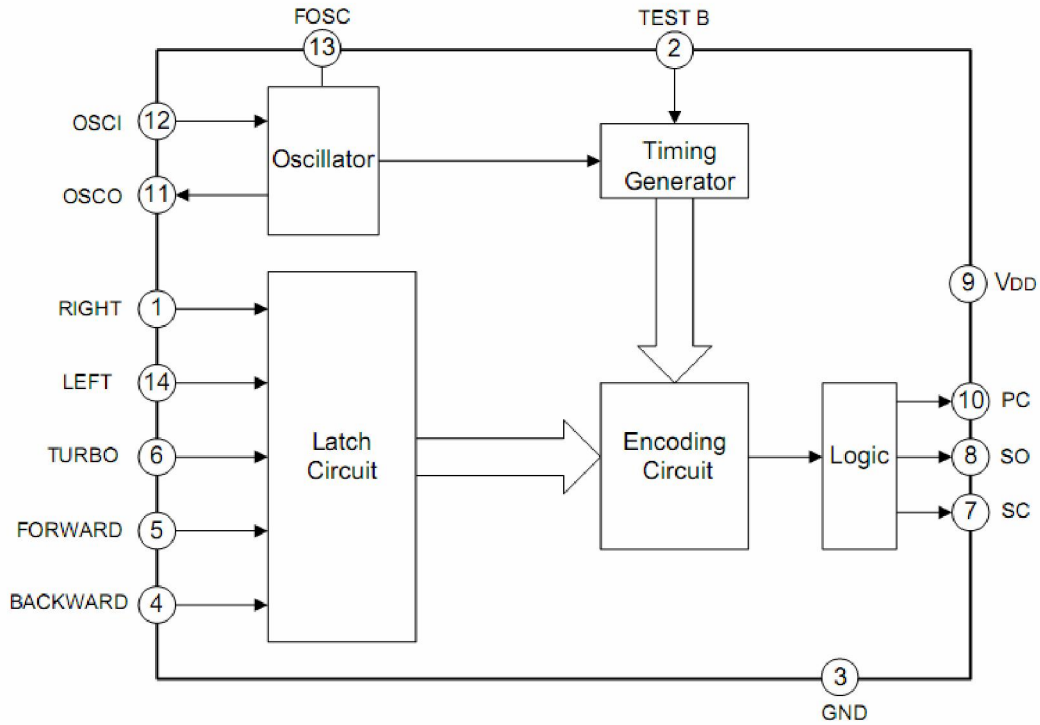 FOSC
TEST B
13
2
OSCI
12
Oscillator
Timing
Generator
OSCO
11
RIGHT
1
9
VDD
LEFT
14
10
PC
TURBO
6
Latch
Circuit
Encoding
Circuit
Logic
8
SO
7
SC
FORWARD
5
BACKWARD
4
3
GND